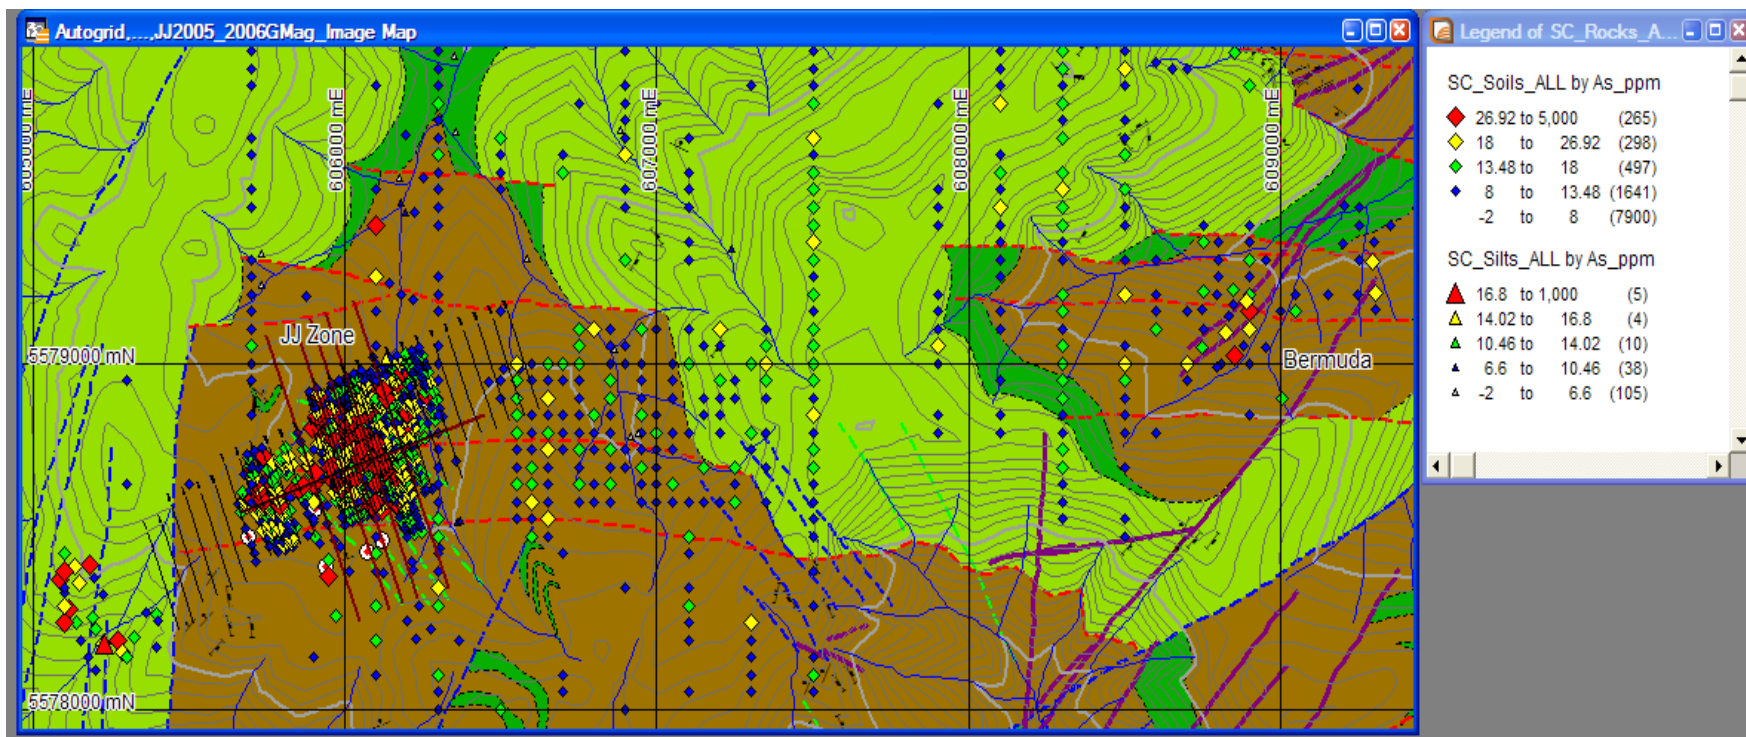 Autogrid,...,JJ2005_2006GMag_Image Map
605000 mE
606000 mE
607000 mE
608000 mE
609000 mE
JJ Zone
5579000 mN
Bermuda
5578000 mN
Legend of SC_Rocks_A...
SC_Soils_ALL by As_ppm
26.92 to 5,000 (265)
18 to 26.92 (298)
13.48 to 18 (497)
8 to 13.48 (1641)
-2 to 8 (7900)
SC_Silts_ALL by As_ppm
16.8 to 1,000 (5)
14.02 to 16.8 (4)
10.46 to 14.02 (10)
6.6 to 10.46 (38)
-2 to 6.6 (105)